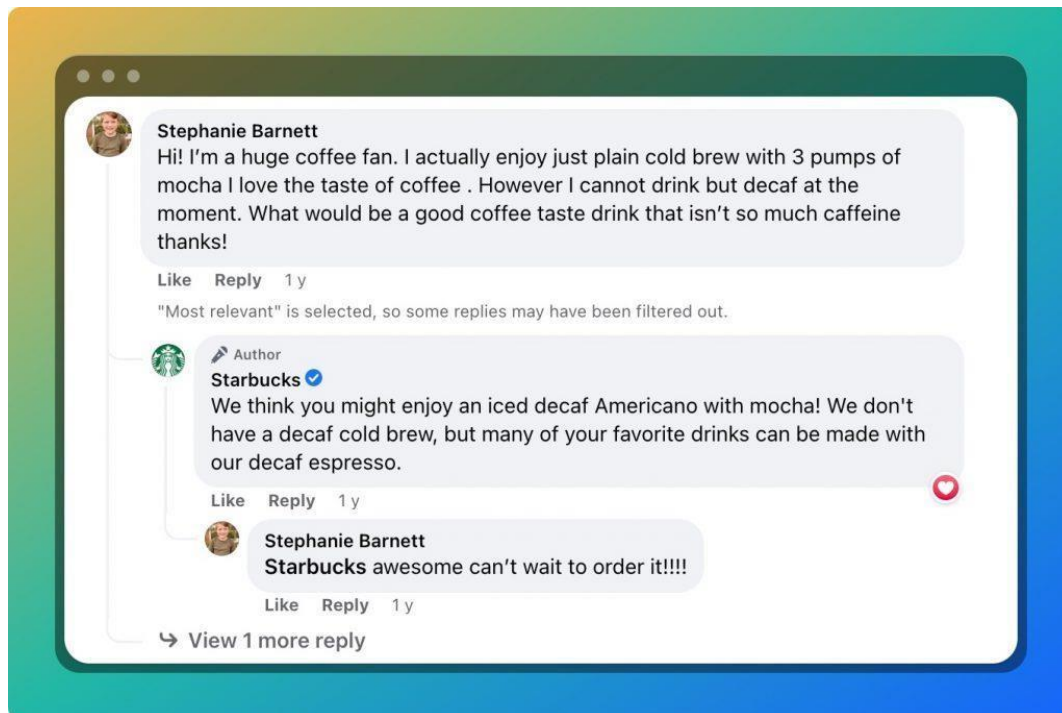 Stephanie Barnett
Hi! I'm a huge coffee fan. I actually enjoy just plain cold brew with 3 pumps of
mocha I love the taste of coffee . However I cannot drink but decaf at the
moment. What would be a good coffee taste drink that isn't so much caffeine
thanks!
Like Reply 1 y
"Most relevant" is selected, so some replies may have been filtered out.
Author
Starbucks
We think you might enjoy an iced decaf Americano with mocha! We don't
have a decaf cold brew, but many of your favorite drinks can be made with
our decaf espresso.
Like Reply 1 y
Stephanie Barnett
Starbucks awesome can't wait to order it!!!!
Like Reply 1 y
View 1 more reply